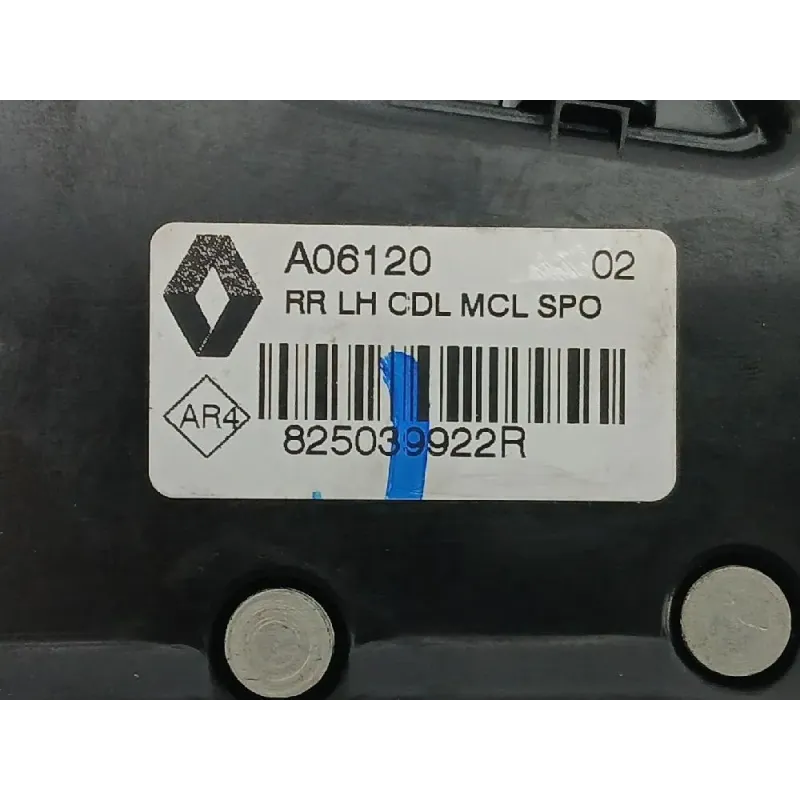 A06120 02
RR LH CDL MCL SPO
AR4
825039922R